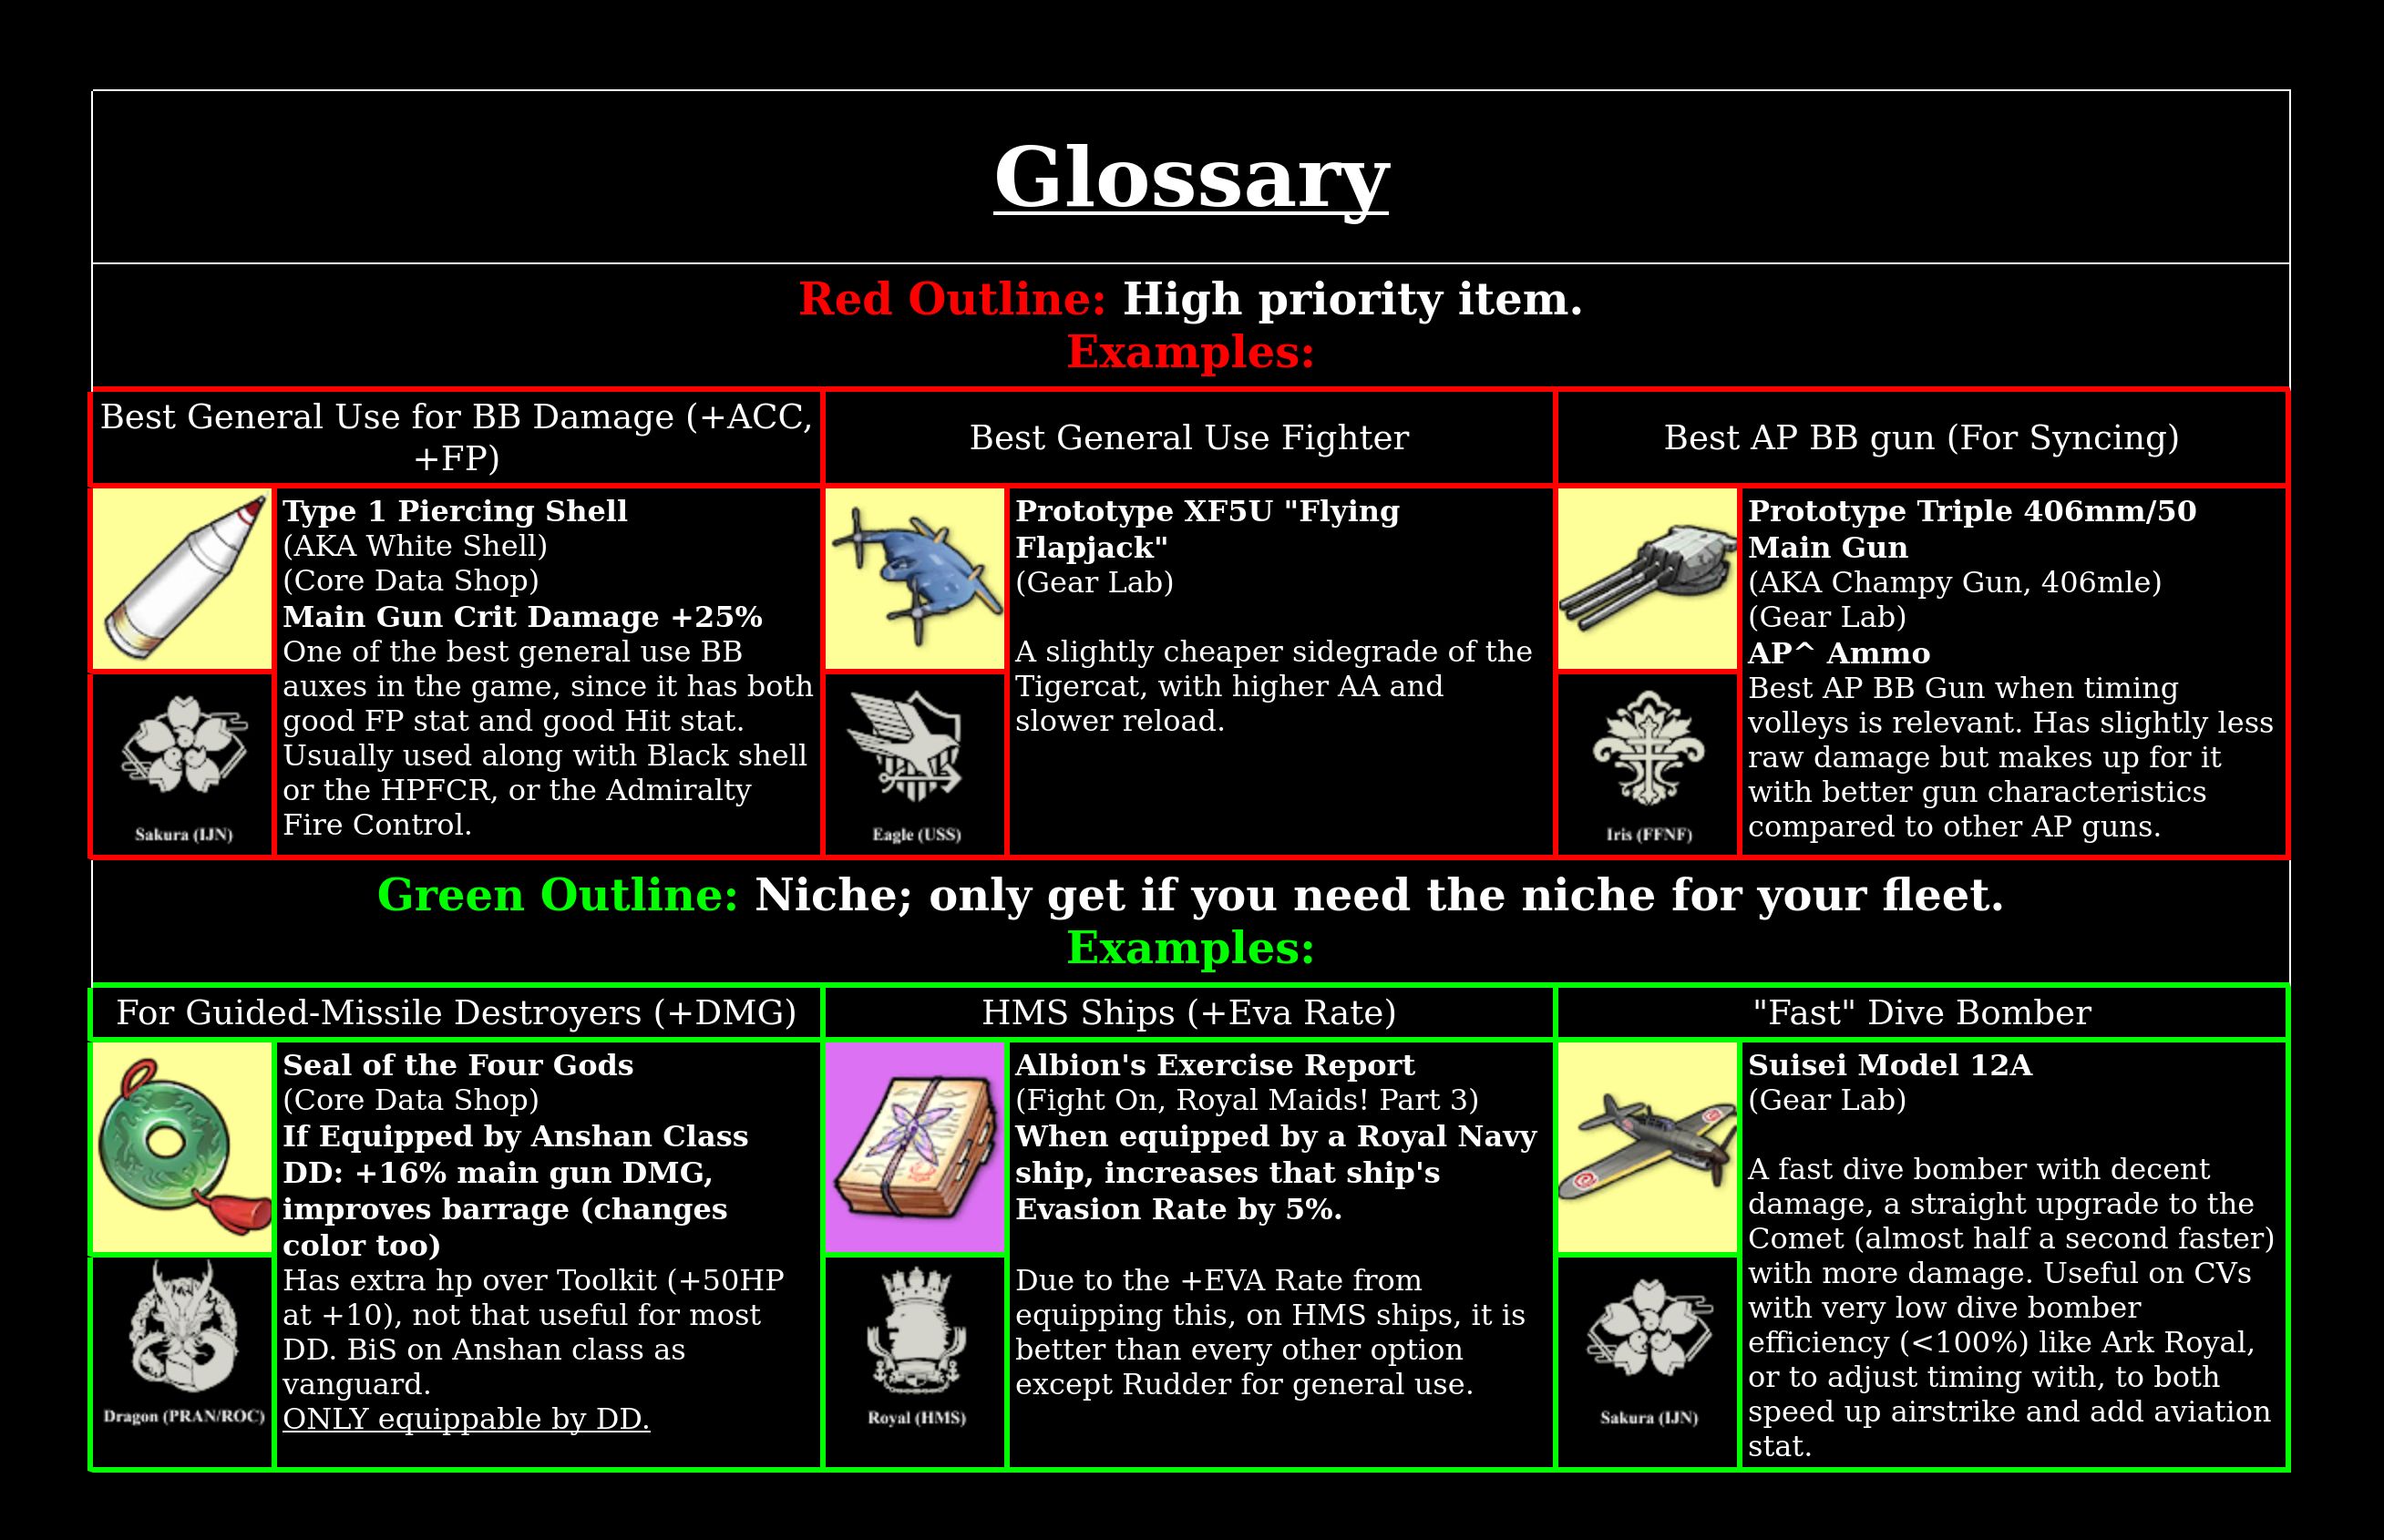 Glossary
Red Outline: High priority item.
Examples:
Best General Use for BB Damage (+ACC,
+FP)
Best General Use Fighter
Best AP BB gun (For Syncing)
Type 1 Piercing Shell
(AKA White Shell)
(Core Data Shop)
Main Gun Crit Damage +25%
One of the best general use BB
auxes in the game, since it has both
good FP stat and good Hit stat.
Usually used along with Black shell
or the HPFCR, or the Admiralty
Fire Control.
Sakura (IJN)
Prototype XF5U "Flying
Flapjack"
(Gear Lab)
A slightly cheaper sidegrade of the
Tigercat, with higher AA and
slower reload.
Eagle (USS)
Prototype Triple 406mm/50
Main Gun
(AKA Champy Gun, 406mle)
(Gear Lab)
AP^ Ammo
Best AP BB Gun when timing
volleys is relevant. Has slightly less
raw damage but makes up for it
with better gun characteristics
compared to other AP guns.
Iris (FFNF)
Green Outline: Niche; only get if you need the niche for your fleet.
Examples:
For Guided-Missile Destroyers (+DMG)
HMS Ships (+Eva Rate)
"Fast" Dive Bomber
Seal of the Four Gods
(Core Data Shop)
If Equipped by Anshan Class
DD: +16% main gun DMG,
improves barrage (changes
color too)
Has extra hp over Toolkit (+50HP
at +10), not that useful for most
DD. BiS on Anshan class as
vanguard.
ONLY equippable by DD.
Dragon (PRAN/ROC)
Albion's Exercise Report
(Fight On, Royal Maids! Part 3)
When equipped by a Royal Navy
ship, increases that ship's
Evasion Rate by 5%.
Due to the +EVA Rate from
equipping this, on HMS ships, it is
better than every other option
except Rudder for general use.
Royal (HMS)
Suisei Model 12A
(Gear Lab)
A fast dive bomber with decent
damage, a straight upgrade to the
Comet (almost half a second faster)
with more damage. Useful on CVs
with very low dive bomber
efficiency (<100%) like Ark Royal,
or to adjust timing with, to both
speed up airstrike and add aviation
stat.
Sakura (IJN)